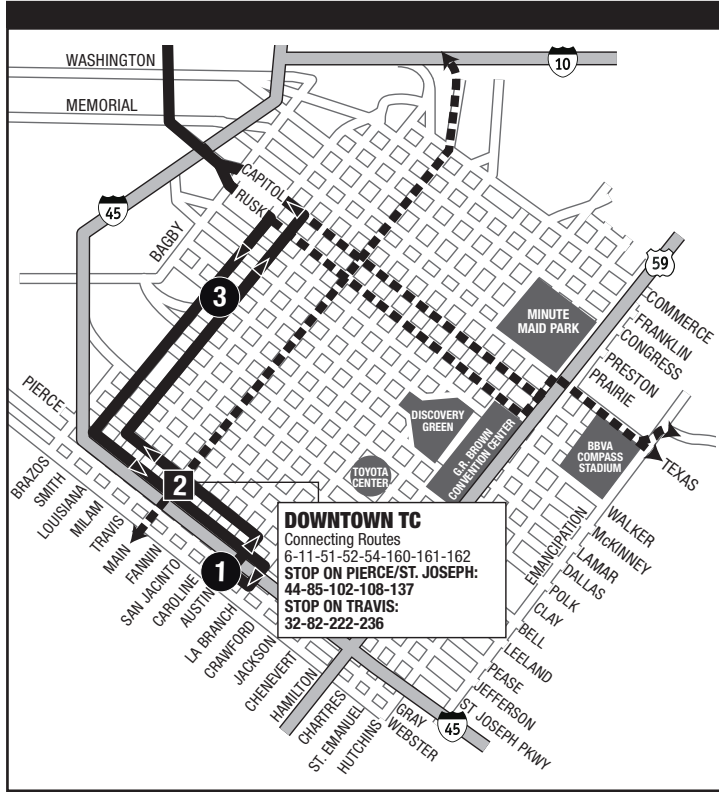 WASHINGTON
10
MEMORIAL
CAPITOL
RUSK
45
BAGBY
59
3
MINUTE
MAID PARK
COMMERCE
FRANKLIN
CONGRESS
PRESTON
PRAIRIE
PIERCE
DISCOVERY
GREEN
G.R. BROWN
CONVENTION CENTER
BBVA
COMPASS
STADIUM
TOYOTA
CENTER
TEXAS
BRAZOS
SMITH
LOUISIANA
MILAM
TRAVIS
MAIN
FANNIN
SAN JACINTO
CAROLINE
AUSTIN
LA BRANCH
CRAWFORD
JACKSON
CHENEVERT
HAMILTON
CHARTRES
ST. EMANUEL
HUTCHINS
2
1
DOWNTOWN TC
Connecting Routes
6-11-51-52-54-160-161-162
STOP ON PIERCE/ST. JOSEPH:
44-85-102-108-137
STOP ON TRAVIS:
32-82-222-236
EMANCIPATION
WALKER
McKINNEY
LAMAR
DALLAS
POLK
CLAY
BELL
LEELAND
PEASE
JEFFERSON
ST JOSEPH PKWY
GRAY
WEBSTER
45